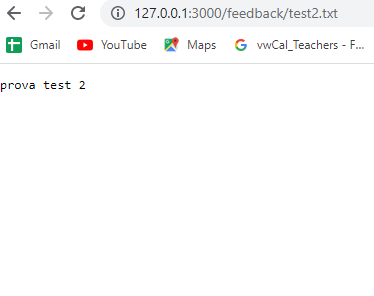 127.0.0.1:3000/feedback/test2.txt
Gmail YouTube Maps vwCal_Teachers - F...
prova test 2